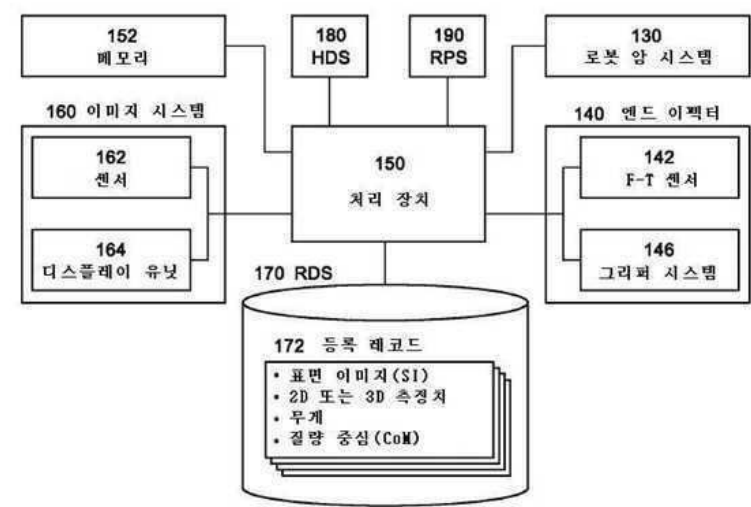 152
메모리
180
HDS
190
RPS
130
로봇 암 시스템
160 이미지 시스템
162
센서
164
디스플레이 유닛
150
처리 장치
140 엔드 이펙터
142
F-T 센서
146
그리퍼 시스템
170 RDS
172 등록 레코드
• 표면 이미지(SI)
• 2D 또는 3D 측정치
• 무게
• 질량 중심(CoM)